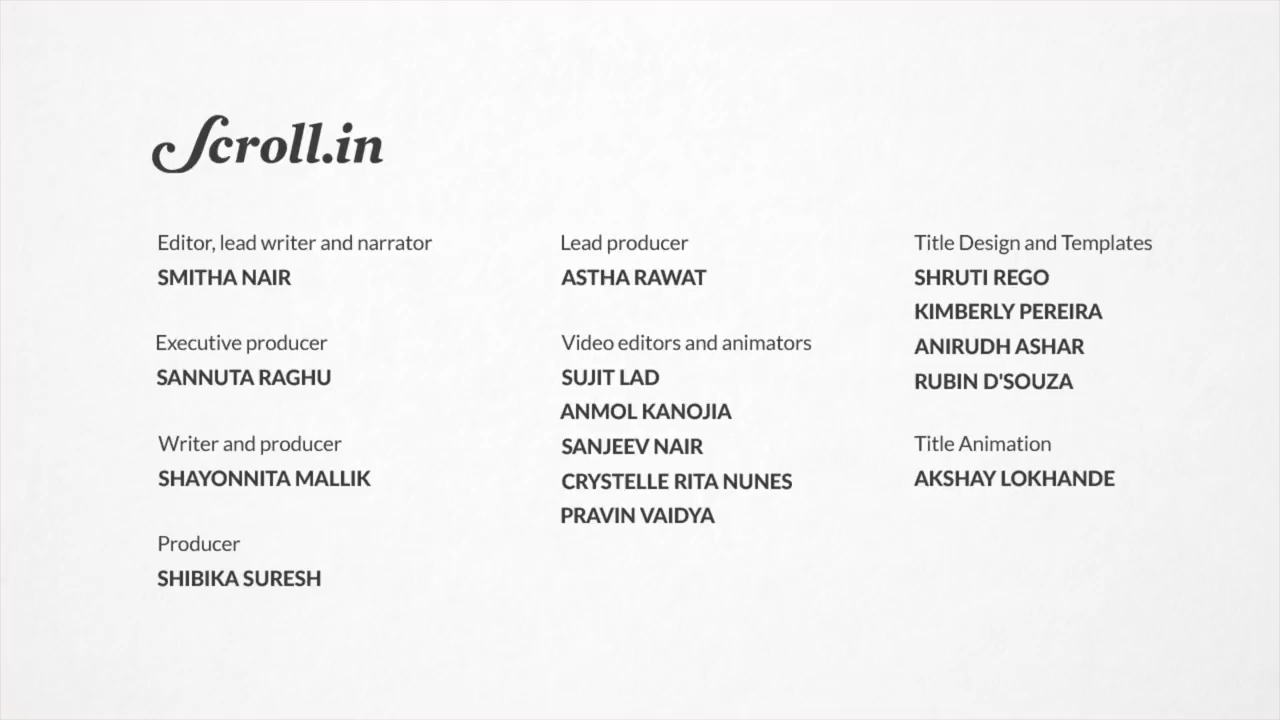 Scroll.in
Editor, lead writer and narrator
SMITHA NAIR
Executive producer
SANNUTA RAGHU
Writer and producer
SHAYONNITA MALLIK
Producer
SHIBIKA SURESH
Lead producer
ASTHA RAWAT
Video editors and animators
SUJIT LAD
ANMOL KANOJIA
SANJEEV NAIR
CRYSTELLE RITA NUNES
PRAVIN VAIDYA
Title Design and Templates
SHRUTI REGO
KIMBERLY PEREIRA
ANIRUDH ASHAR
RUBIN D'SOUZA
Title Animation
AKSHAY LOKHANDE